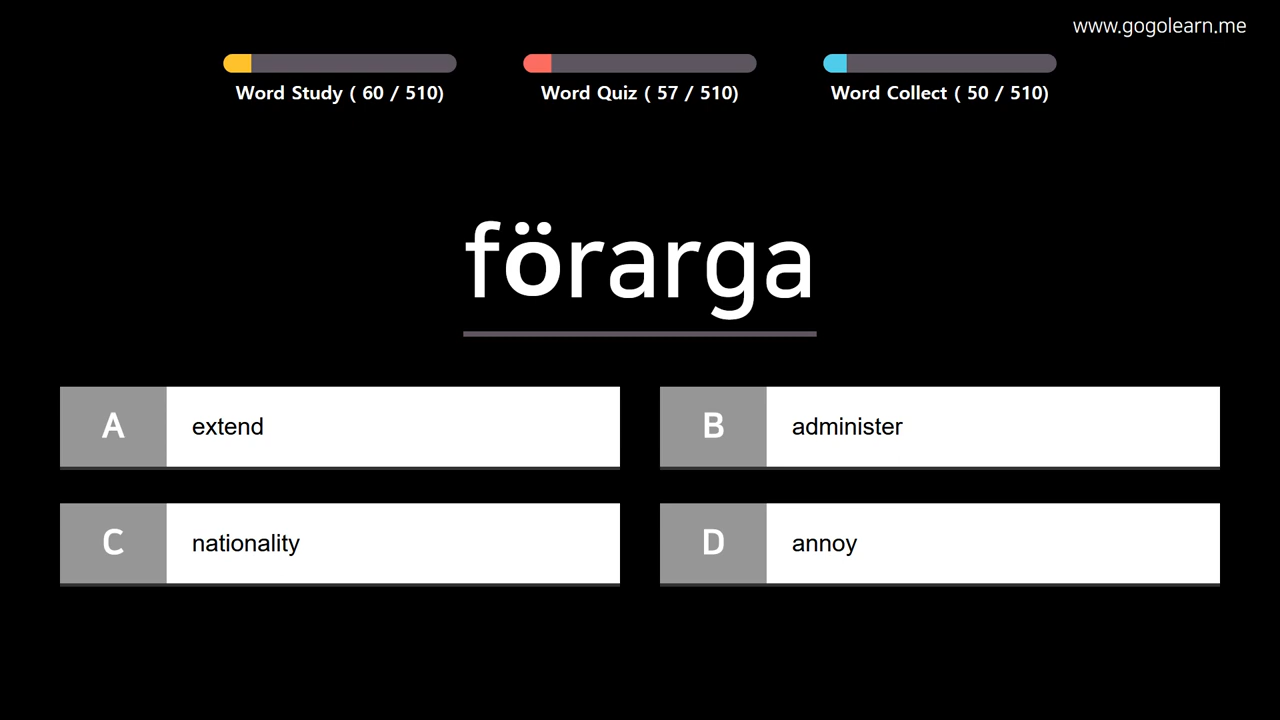 www.gogolearn.me
Word Study ( 60 / 510)
Word Quiz ( 57 / 510)
Word Collect ( 50 / 510)
förarga
A extend
B administer
C nationality
D annoy